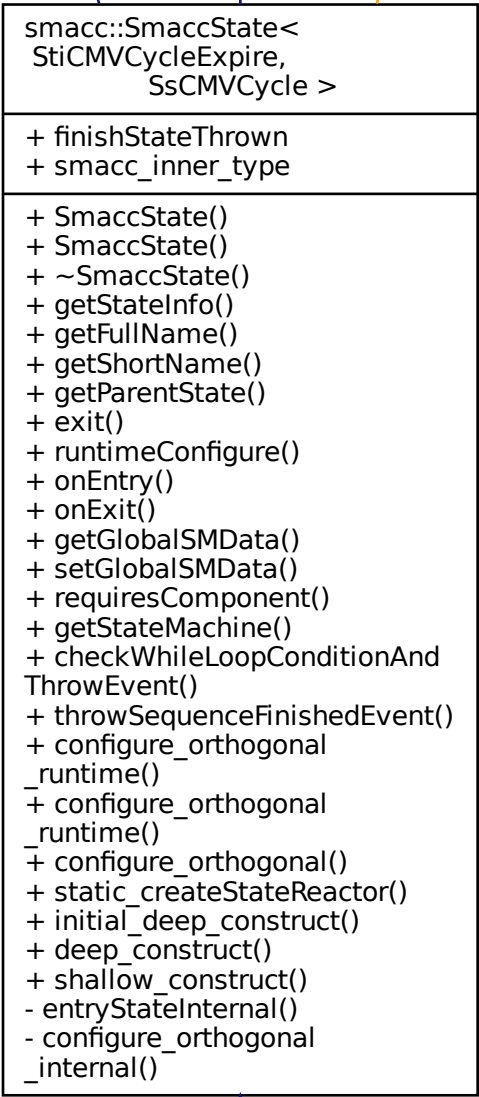 smacc::SmaccState<
StiCMVCycleExpire,
SsCMVCycle >
+ finishStateThrown
+ smacc_inner_type
+ SmaccState()
+ SmaccState()
+ ~SmaccState()
+ getStateInfo()
+ getFullName()
+ getShortName()
+ getParentState()
+ exit()
+ runtimeConfigure()
+ onEntry()
+ onExit()
+ getGlobalSMData()
+ setGlobalSMData()
+ requiresComponent()
+ getStateMachine()
+ checkWhileLoopConditionAnd
ThrowEvent()
+ throwSequenceFinishedEvent()
+ configure_orthogonal
_runtime()
+ configure_orthogonal
_runtime()
+ configure_orthogonal()
+ static_createStateReactor()
+ initial_deep_construct()
+ deep_construct()
+ shallow_construct()
- entryStateInternal()
- configure_orthogonal
_internal()